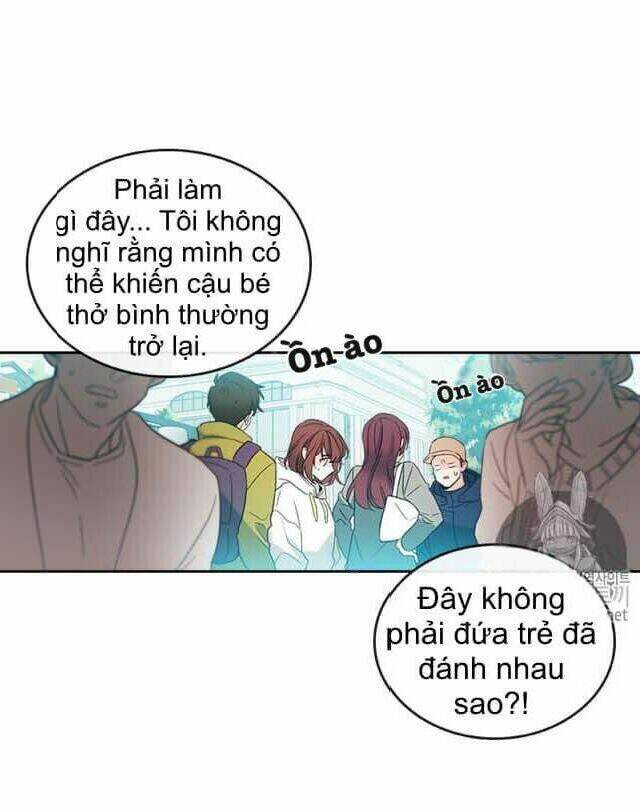 Phải làm
gì đây... Tôi không
nghĩ rằng mình có
thể khiến cậu bé
thở bình thường
trở lại.
Ồn ào
Ồn ào
Đây không
phải đứa trẻ đã
đánh nhau
sao?!